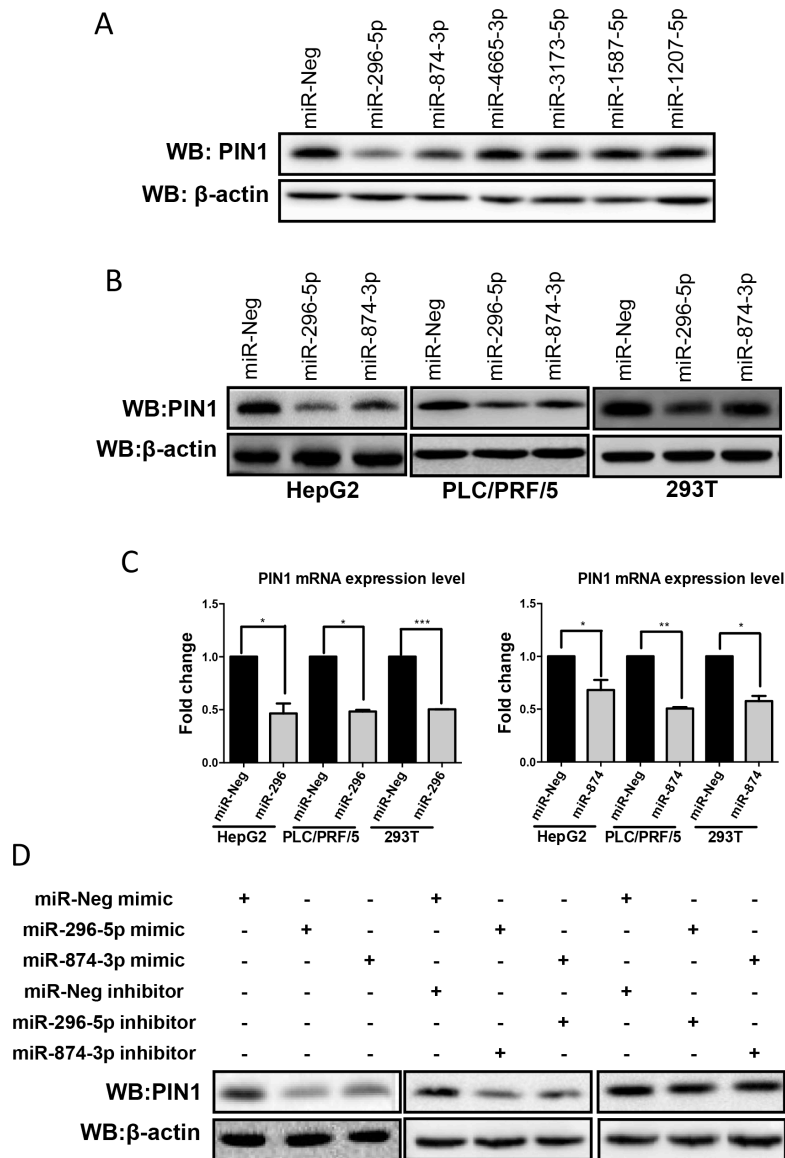 A
miR-Neg
miR-296-5p
miR-874-3p
miR-4665-3p
miR-3173-5p
miR-1587-5p
miR-1207-5p
WB: PIN1
WB: β-actin
B
miR-Neg
miR-296-5p
miR-874-3p
miR-Neg
miR-296-5p
miR-874-3p
miR-Neg
miR-296-5p
miR-874-3p
WB:PIN1
WB:β-actin
HepG2 PLC/PRF/5 293T
C
PIN1 mRNA expression level
Fold change
1.5
1.0
0.5
0.0
* * ***
miR-Neg miR-296 miR-Neg miR-296 miR-Neg miR-296
HepG2 PLC/PRF/5 293T
PIN1 mRNA expression level
Fold change
1.5
1.0
0.5
0.0
* ** *
miR-Neg miR-874 miR-Neg miR-874 miR-Neg miR-874
HepG2 PLC/PRF/5 293T
D
miR-Neg mimic + - - + - - + - -
miR-296-5p mimic - + - - + - - + -
miR-874-3p mimic - - + - - + - - +
miR-Neg inhibitor - - - + - - + - -
miR-296-5p inhibitor - - - - - + - + -
miR-874-3p inhibitor - - - - + - - - +
WB:PIN1
WB:β-actin